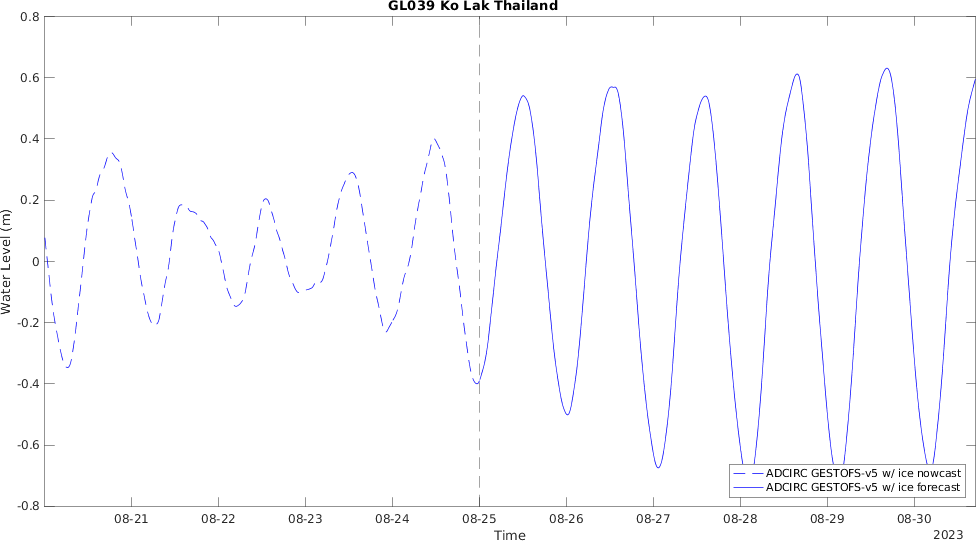 GL039 Ko Lak Thailand
Water Level (m)
0.8
0.6
0.4
0.2
0
-0.2
-0.4
-0.6
-0.8
ADCIRC GESTOFS-v5 w/ ice nowcast
ADCIRC GESTOFS-v5 w/ ice forecast
08-21 08-22 08-23 08-24 08-25 08-26 08-27 08-28 08-29 08-30
Time
2023